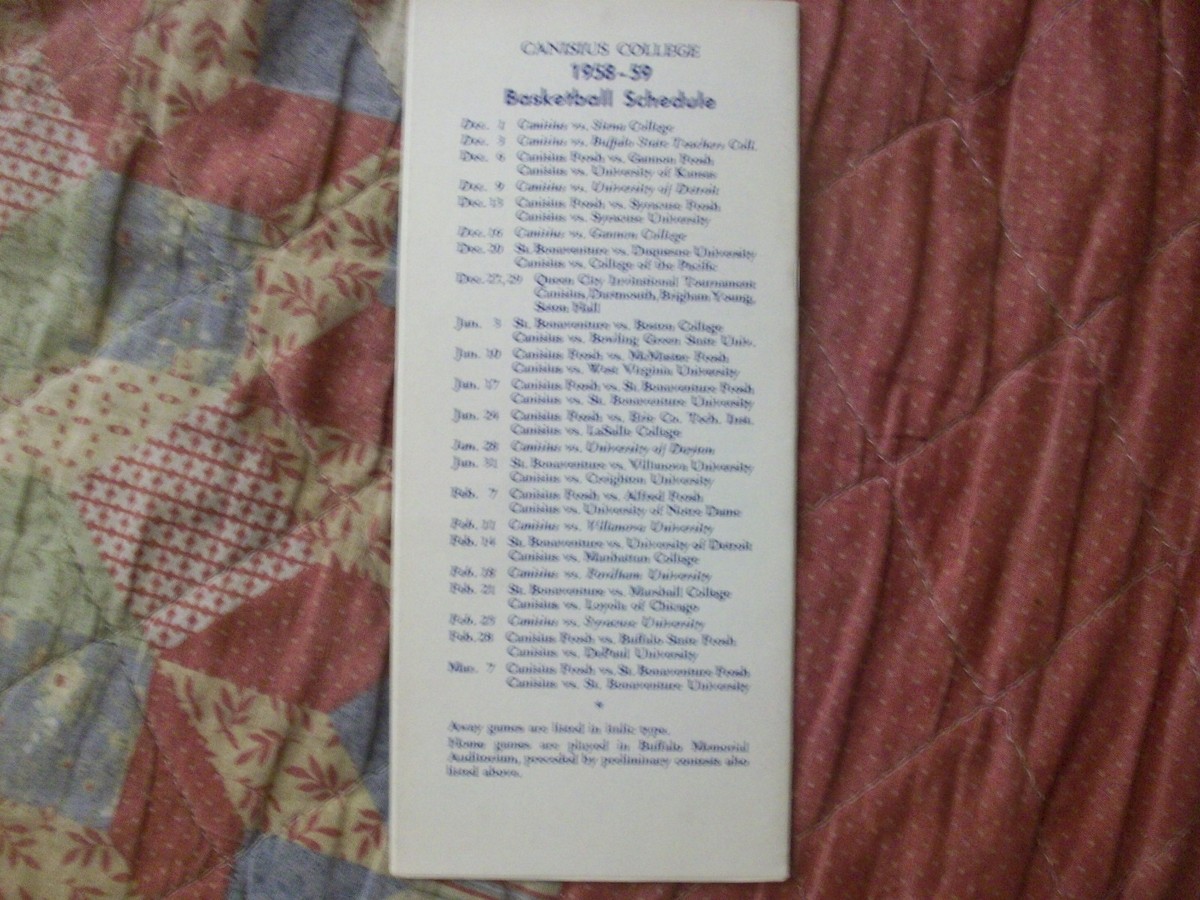 CANISIUS COLLEGE
1958-59
Basketball Schedule
Dec. 1 Canisius vs. Siena College
Dec. 3 Canisius vs. Buffalo State Teachers Coll.
Dec. 6 Canisius Frosh vs. Gannon Frosh
Canisius vs. University of Kansas
Dec. 9 Canisius vs. University of Detroit
Dec. 13 Canisius Frosh vs. Syracuse Frosh
Canisius vs. Syracuse University
Dec. 16 Canisius vs. Gannon College
Dec. 20 St. Bonaventure vs. Duquesne University
Canisius vs. College of the Pacific
Dec. 27, 29 Queen City Invitational Tournament
Canisius, Dartmouth, Brigham Young,
Seton Hall
Jan. 3 St. Bonaventure vs. Boston College
Canisius vs. Bowling Green State Univ.
Jan. 10 Canisius Frosh vs. McMaster Frosh
Canisius vs. West Virginia University
Jan. 17 Canisius Frosh vs. St. Bonaventure Frosh
Canisius vs. St. Bonaventure University
Jan. 24 Canisius Frosh vs. Erie Co. Tech. Inst.
Canisius vs. LaSalle College
Jan. 28 Canisius vs. University of Dayton
Jan. 31 St. Bonaventure vs. Villanova University
Canisius vs. Creighton University
Feb. 7 Canisius Frosh vs. Alfred Frosh
Canisius vs. University of Notre Dame
Feb. 11 Canisius vs. Villanova University
Feb. 14 St. Bonaventure vs. University of Detroit
Canisius vs. Manhattan College
Feb. 18 Canisius vs. Fordham University
Feb. 21 St. Bonaventure vs. Marshall College
Canisius vs. Loyola of Chicago
Feb. 25 Canisius vs. Syracuse University
Feb. 28 Canisius Frosh vs. Buffalo State Frosh
Canisius vs. DePaul University
Mar. 7 Canisius Frosh vs. St. Bonaventure Frosh
Canisius vs. St. Bonaventure University
*
Away games are listed in italic type.
Home games are played in Buffalo Memorial
Auditorium, preceded by preliminary contests also
listed above.